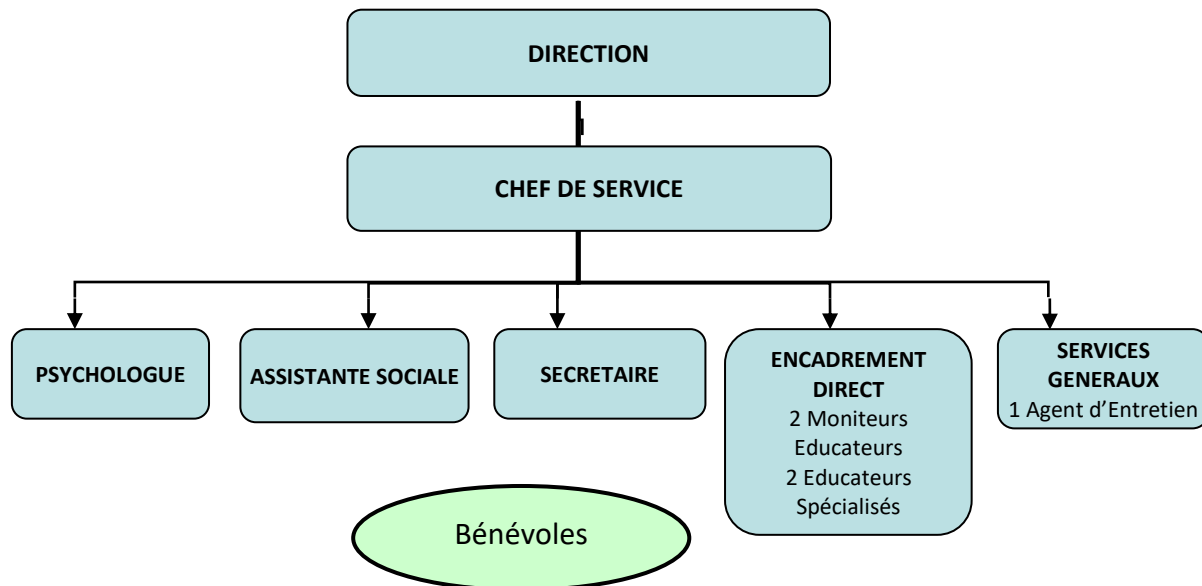 DIRECTION
CHEF DE SERVICE
PSYCHOLOGUE
ASSISTANTE SOCIALE
SECRETAIRE
ENCADREMENT
DIRECT
2 Moniteurs
Educateurs
2 Educateurs
Spécialisés
SERVICES
GENERAUX
1 Agent d’Entretien
Bénévoles